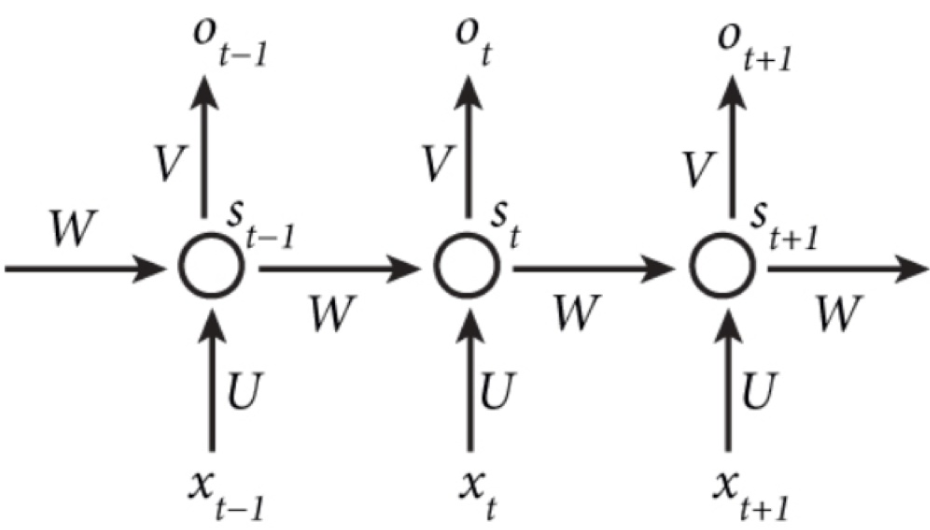 o_{t-1} o_t o_{t+1}
V V V
W s_{t-1} s_t s_{t+1}
W W W
U U U
x_{t-1} x_t x_{t+1}